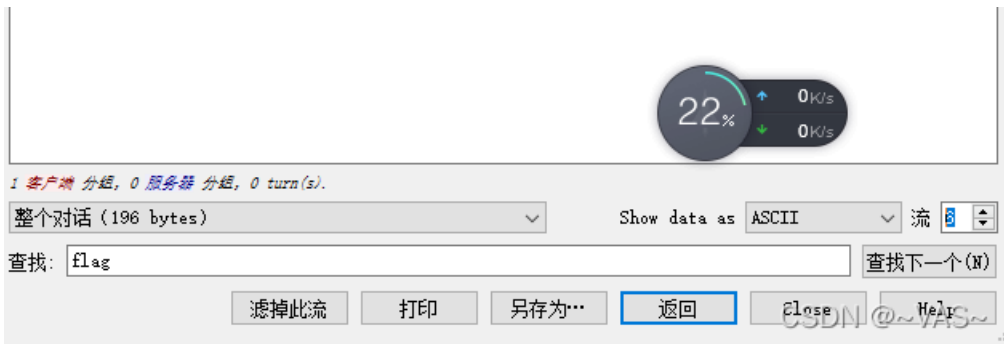 22%
0K/s
0K/s
1 客户端 分组, 0 服务器 分组, 0 turn(s).
整个对话 (196 bytes) Show data as ASCII 流 6
查找: flag 查找下一个(N)
滤掉此流 打印 另存为… 返回 Close Help
CSDN @~VAS~